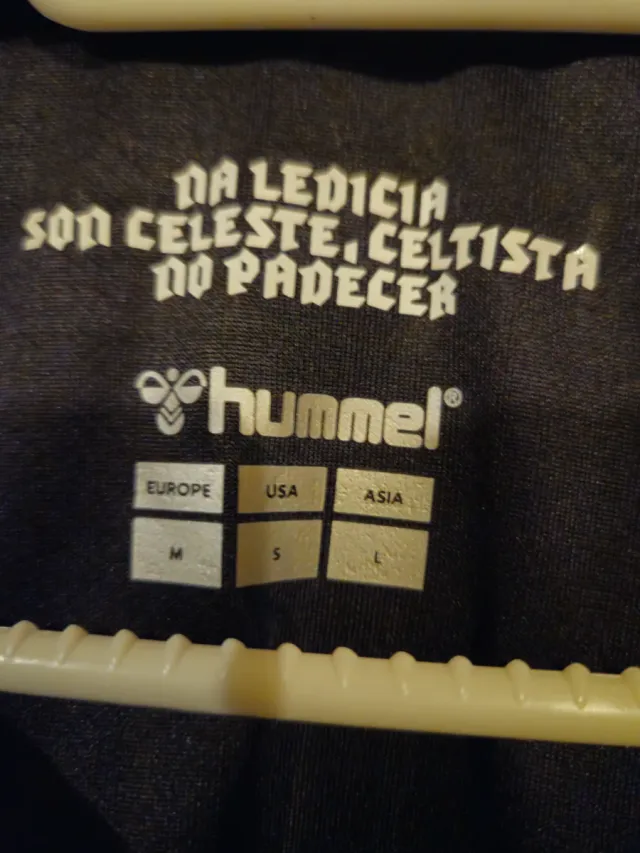 NA LEDICIA
SON CELESTE, CELTISTA
NO PADECER
hummel®
EUROPE USA ASIA
M S L